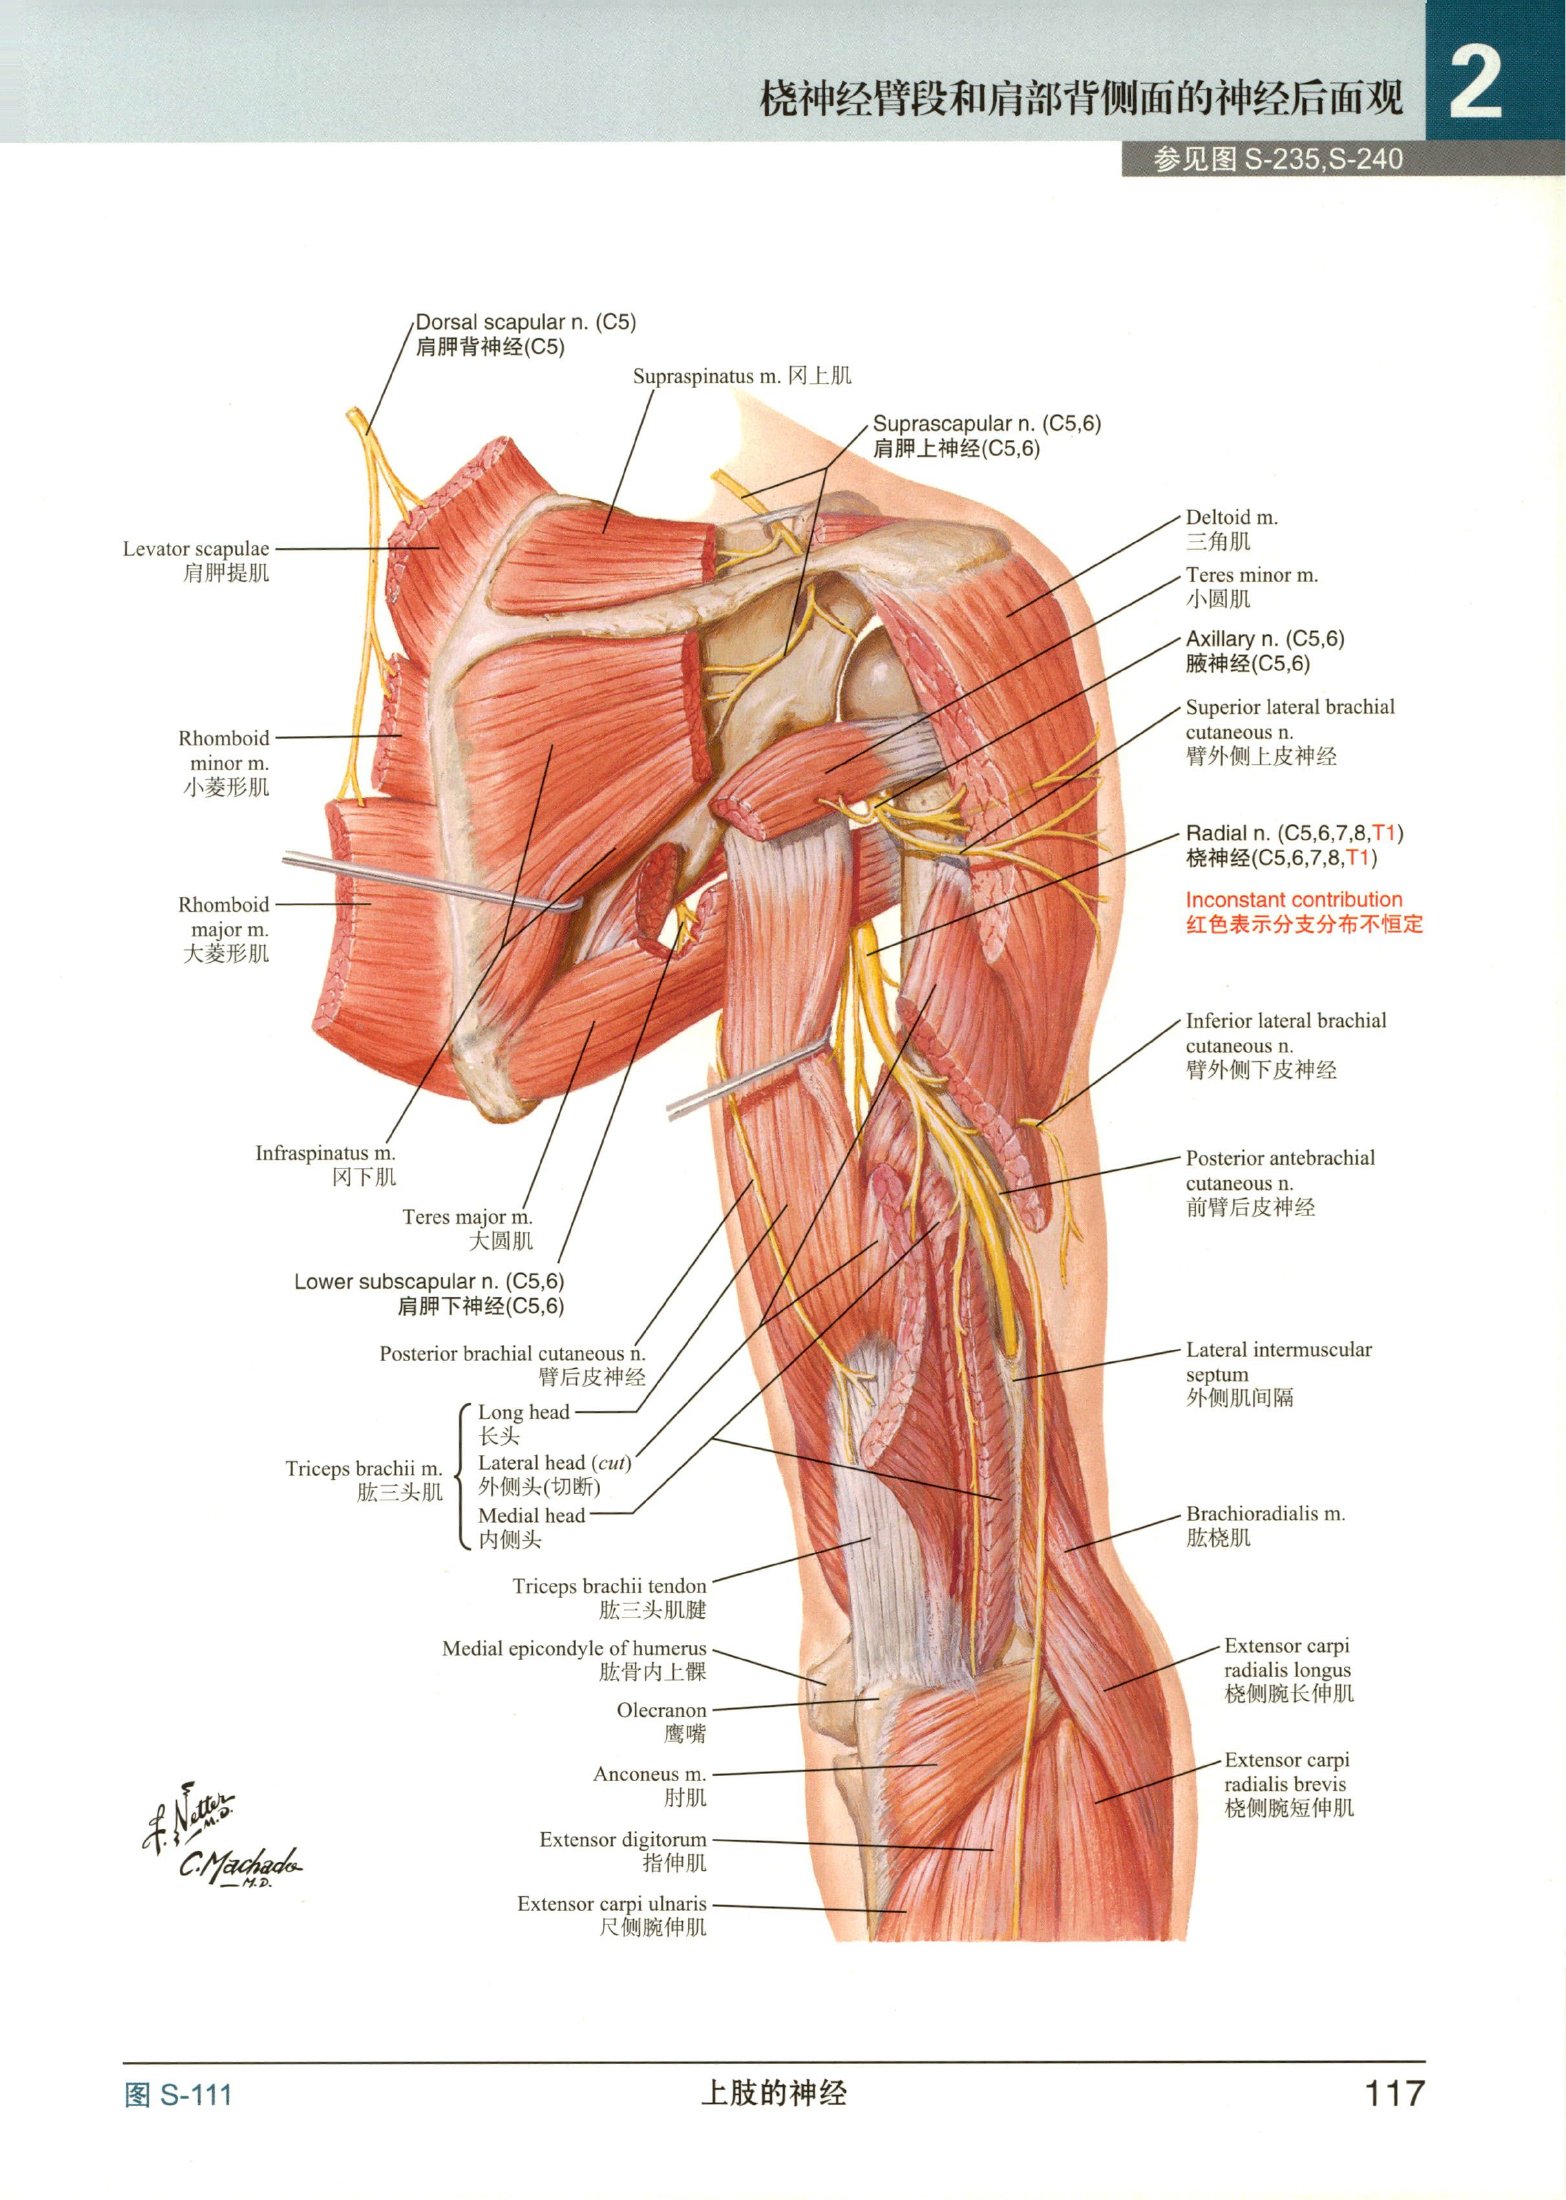 2
桡神经臂段和肩部背侧面的神经后面观
参见图 S-235,S-240
Dorsal scapular n. (C5)
肩胛背神经(C5)
Supraspinatus m. 冈上肌
Suprascapular n. (C5,6)
肩胛上神经(C5,6)
Deltoid m.
三角肌
Teres minor m.
小圆肌
Axillary n. (C5,6)
腋神经(C5,6)
Superior lateral brachial
cutaneous n.
臂外侧上皮神经
Radial n. (C5,6,7,8,T1)
桡神经(C5,6,7,8,T1)
Inconstant contribution
红色表示分支分布不恒定
Inferior lateral brachial
cutaneous n.
臂外侧下皮神经
Posterior antebrachial
cutaneous n.
前臂后皮神经
Lateral intermuscular
septum
外侧肌间隔
Brachioradialis m.
肱桡肌
Extensor carpi
radialis longus
桡侧腕长伸肌
Extensor carpi
radialis brevis
桡侧腕短伸肌
Levator scapulae
肩胛提肌
Rhomboid
minor m.
小菱形肌
Rhomboid
major m.
大菱形肌
Infraspinatus m.
冈下肌
Teres major m.
大圆肌
Lower subscapular n. (C5,6)
肩胛下神经(C5,6)
Posterior brachial cutaneous n.
臂后皮神经
Triceps brachii m.
肱三头肌
Long head
长头
Lateral head (cut)
外侧头(切断)
Medial head
内侧头
Triceps brachii tendon
肱三头肌腱
Medial epicondyle of humerus
肱骨内上髁
Olecranon
鹰嘴
Anconeus m.
肘肌
Extensor digitorum
指伸肌
Extensor carpi ulnaris
尺侧腕伸肌
F. Netter
M.D.
C. Machado
M.D.
图 S-111
上肢的神经
117